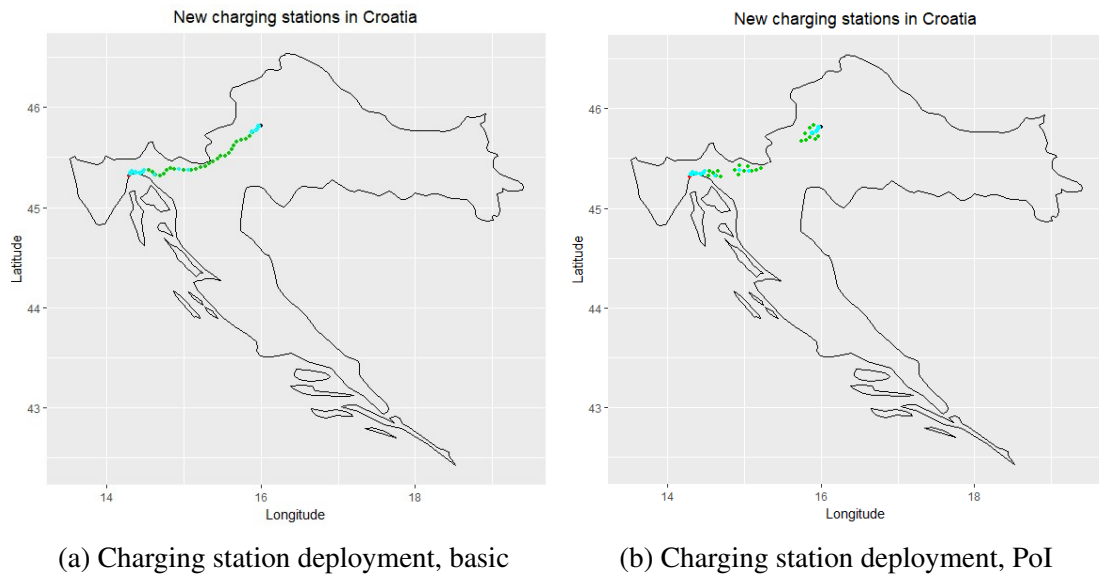 New charging stations in Croatia
46
45
44
43
Latitude
14
16
18
Longitude
(a) Charging station deployment, basic
New charging stations in Croatia
46
45
44
43
Latitude
14
16
18
Longitude
(b) Charging station deployment, PoI